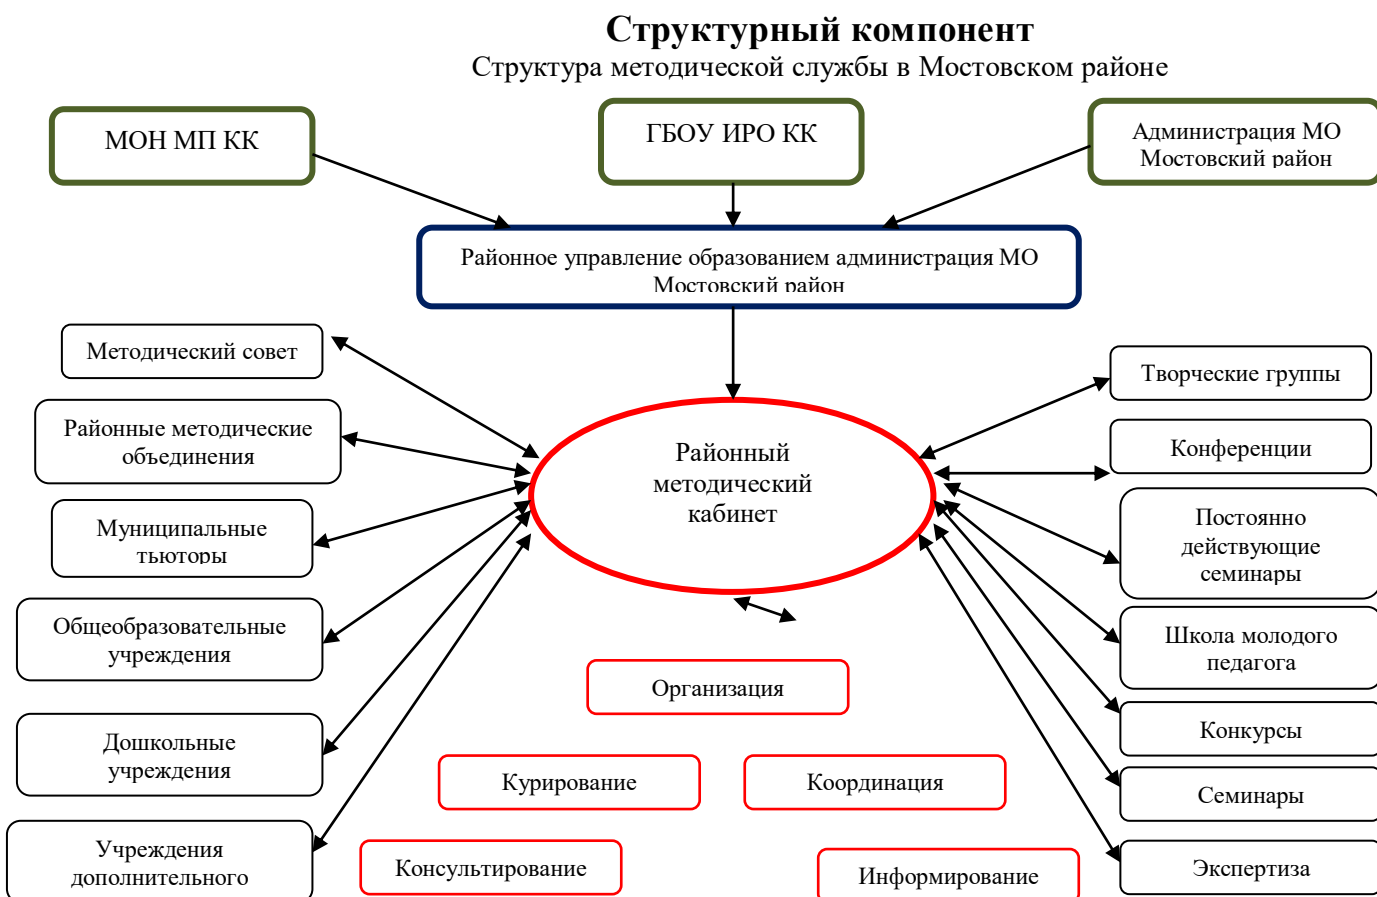 Структурный компонент
Структура методической службы в Мостовском районе
МОН МП КК
ГБОУ ИРО КК
Администрация МО
Мостовский район
Районное управление образованием администрация МО
Мостовский район
Методический совет
Районные методические
объединения
Муниципальные
тьюторы
Общеобразовательные
учреждения
Дошкольные
учреждения
Учреждения
дополнительного
Районный
методический
кабинет
Организация
Курирование
Координация
Консультирование
Информирование
Творческие группы
Конференции
Постоянно
действующие
семинары
Школа молодого
педагога
Конкурсы
Семинары
Экспертиза